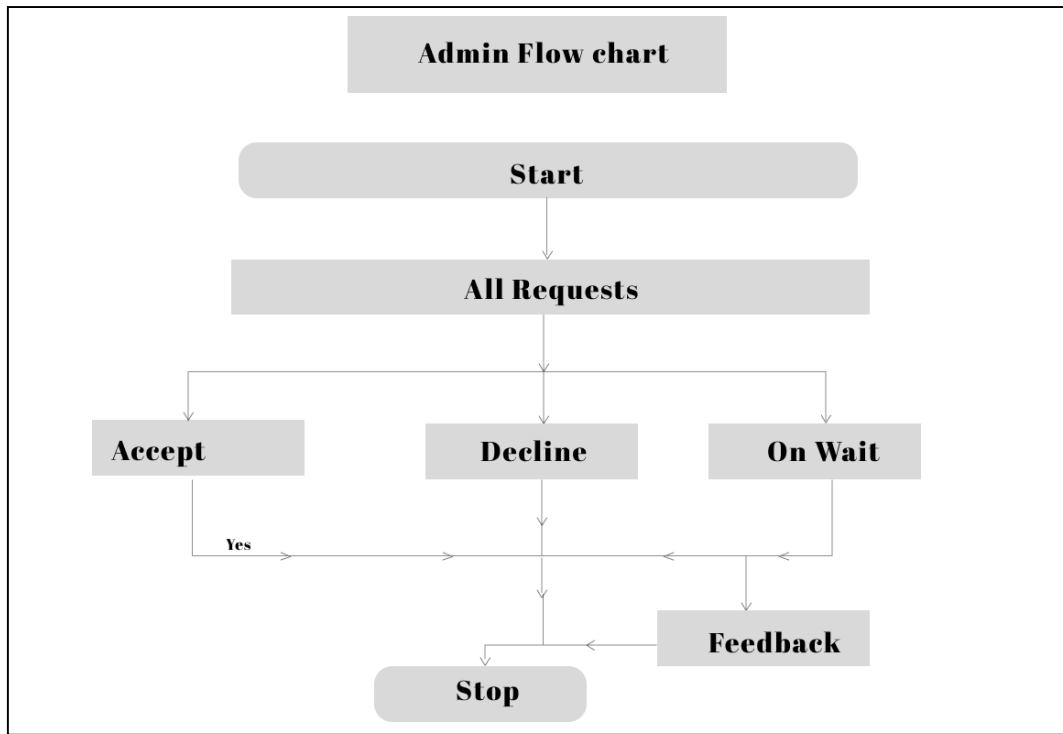 Admin Flow chart
Start
All Requests
Accept
Decline
On Wait
Yes
Feedback
Stop